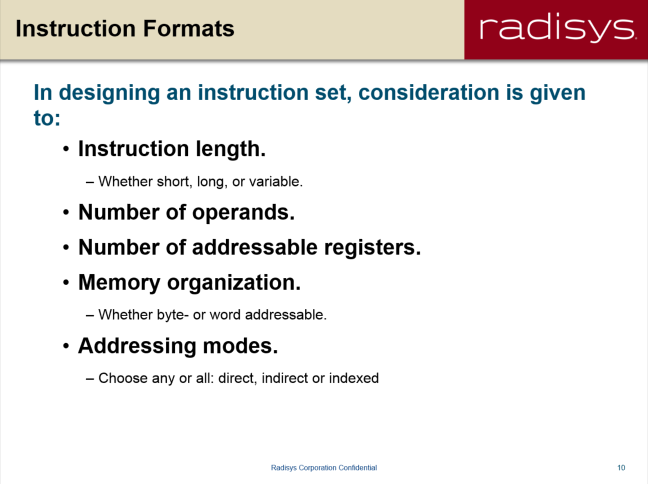 Instruction Formats
radisys.
In designing an instruction set, consideration is given
to:
• Instruction length.
– Whether short, long, or variable.
• Number of operands.
• Number of addressable registers.
• Memory organization.
– Whether byte- or word addressable.
• Addressing modes.
– Choose any or all: direct, indirect or indexed
Radisys Corporation Confidential
10